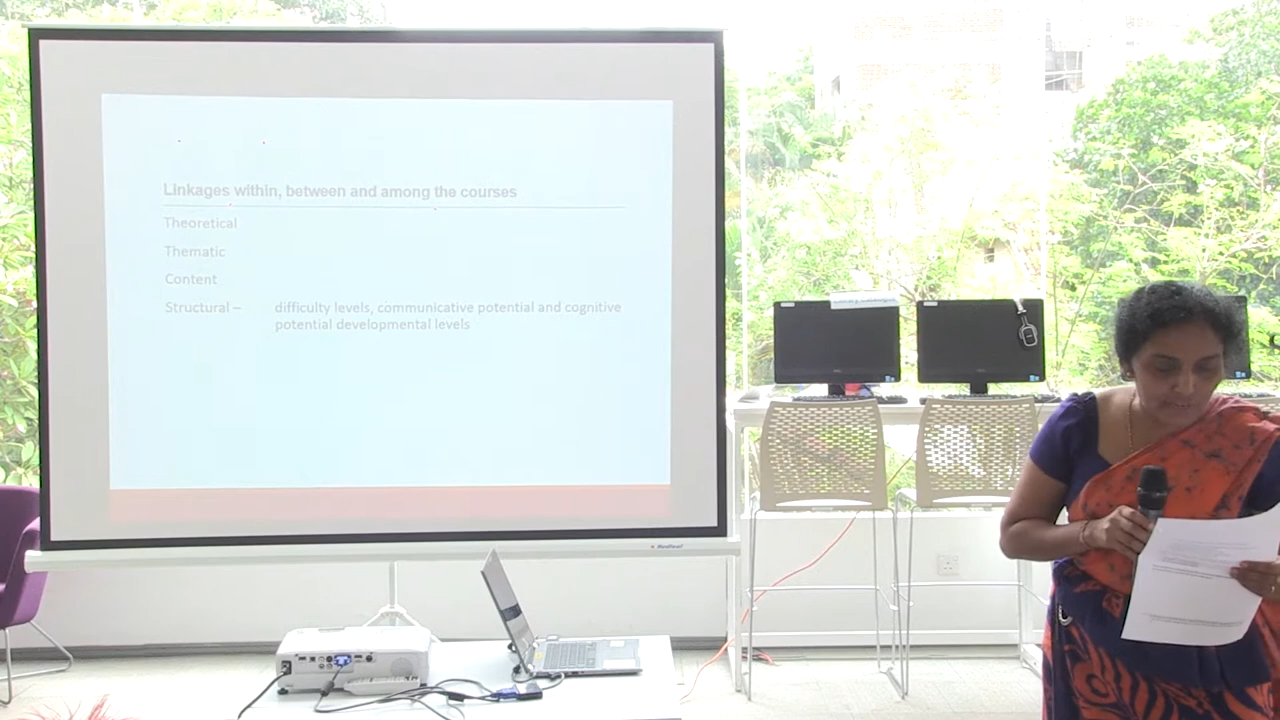 Linkages within, between and among the courses
Theoretical
Thematic
Content
Structural – difficulty levels, communicative potential and cognitive
potential developmental levels